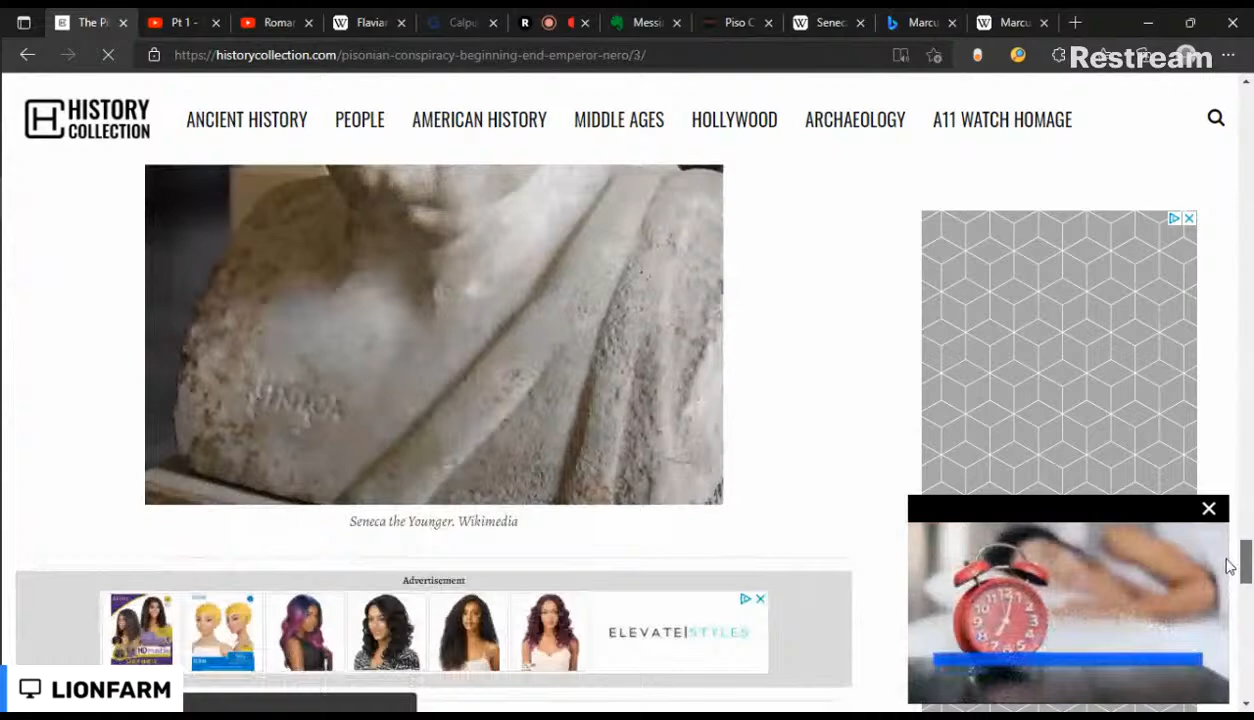 The Pi
Pt 1 -
Roman
Flavian
Calpu
R
Messia
Piso C
Senec
Marcu
Marcu
https://historycollection.com/pisonian-conspiracy-beginning-end-emperor-nero/3/
Restream
HISTORY
COLLECTION
ANCIENT HISTORY
PEOPLE
AMERICAN HISTORY
MIDDLE AGES
HOLLYWOOD
ARCHAEOLOGY
A11 WATCH HOMAGE
Seneca the Younger. Wikimedia
Advertisement
ELEVATE|STYLES
LIONFARM